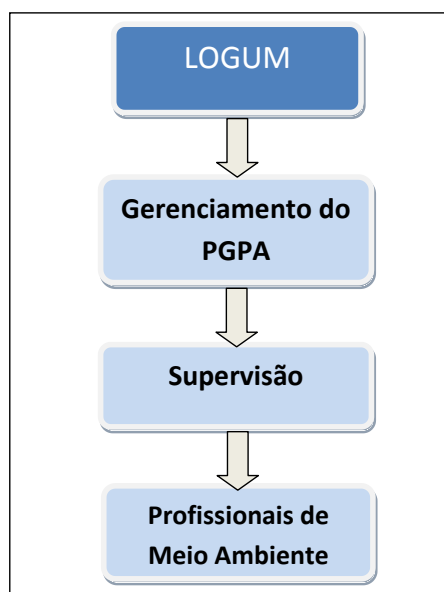 LOGUM
Gerenciamento do
PGPA
Supervisão
Profissionais de
Meio Ambiente